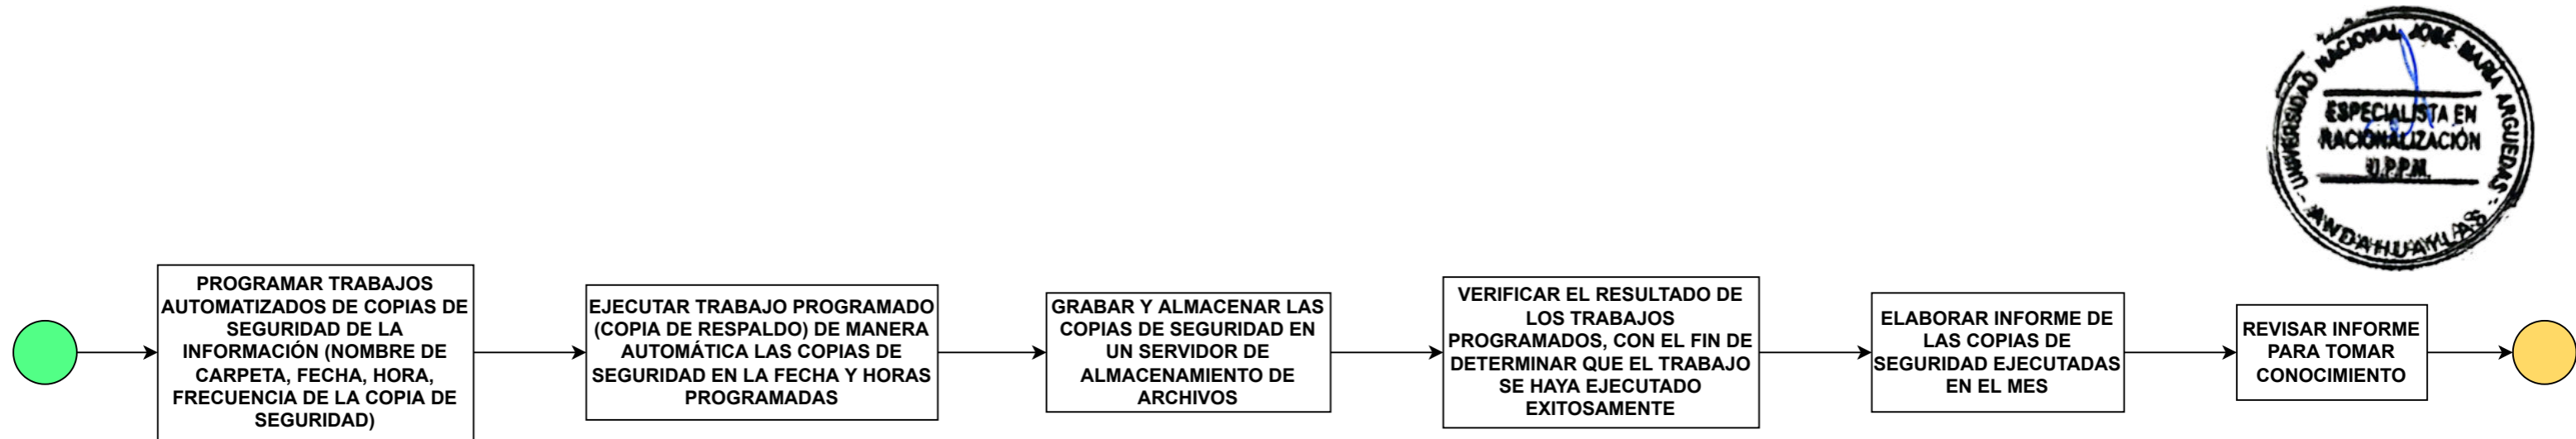 UNIVERSIDAD NACIONAL JOSÉ MARÍA ARGUEDAS
ESPECIALISTA EN
RACIONALIZACIÓN
U.P.P.M.
- ANDAHUAYLAS -
PROGRAMAR TRABAJOS
AUTOMATIZADOS DE COPIAS DE
SEGURIDAD DE LA
INFORMACIÓN (NOMBRE DE
CARPETA, FECHA, HORA,
FRECUENCIA DE LA COPIA DE
SEGURIDAD)
EJECUTAR TRABAJO PROGRAMADO
(COPIA DE RESPALDO) DE MANERA
AUTOMÁTICA LAS COPIAS DE
SEGURIDAD EN LA FECHA Y HORAS
PROGRAMADAS
GRABAR Y ALMACENAR LAS
COPIAS DE SEGURIDAD EN
UN SERVIDOR DE
ALMACENAMIENTO DE
ARCHIVOS
VERIFICAR EL RESULTADO DE
LOS TRABAJOS
PROGRAMADOS, CON EL FIN DE
DETERMINAR QUE EL TRABAJO
SE HAYA EJECUTADO
EXITOSAMENTE
ELABORAR INFORME DE
LAS COPIAS DE
SEGURIDAD EJECUTADAS
EN EL MES
REVISAR INFORME
PARA TOMAR
CONOCIMIENTO